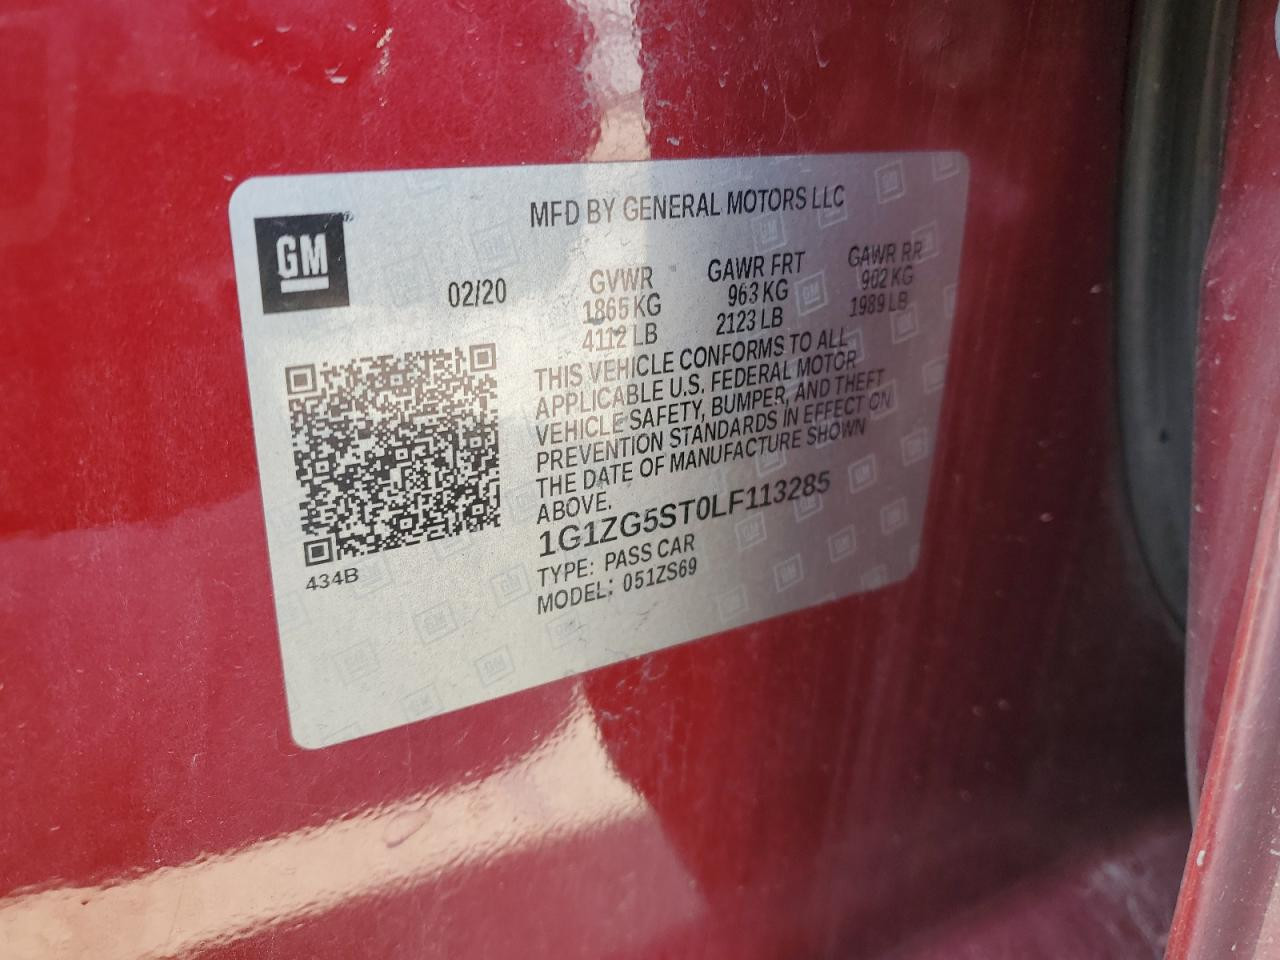 MFD BY GENERAL MOTORS LLC
GM
02/20
GVWR
1865 KG
4112 LB
GAWR FRT
963 KG
2123 LB
GAWR RR
902 KG
1989 LB
THIS VEHICLE CONFORMS TO ALL
APPLICABLE U.S. FEDERAL MOTOR
VEHICLE SAFETY, BUMPER, AND THEFT
PREVENTION STANDARDS IN EFFECT ON
THE DATE OF MANUFACTURE SHOWN
ABOVE.
1G1ZG5ST0LF113285
TYPE: PASS CAR
MODEL: 051ZS69
434B